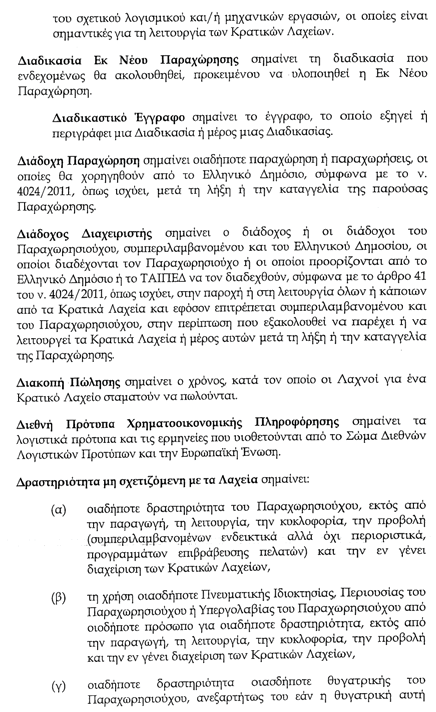 του σχετικού λογισμικού και/ή μηχανικών εργασιών, οι οποίες είναι
σημαντικές για τη λειτουργία των Κρατικών Λαχείων.
Διαδικασία Εκ Νέου Παραχώρησης σημαίνει τη διαδικασία που
ενδεχομένως θα ακολουθηθεί, προκειμένου να υλοποιηθεί η Εκ Νέου
Παραχώρηση.
Διαδικαστικό Έγγραφο σημαίνει το έγγραφο, το οποίο εξηγεί ή
περιγράφει μια Διαδικασία ή μέρος μιας Διαδικασίας.
Διάδοχη Παραχώρηση σημαίνει οιαδήποτε παραχώρηση ή παραχωρήσεις, οι
οποίες θα χορηγηθούν από το Ελληνικό Δημόσιο, σύμφωνα με το ν.
4024/2011, όπως ισχύει, μετά τη λήξη ή την καταγγελία της παρούσας
Παραχώρησης.
Διάδοχος Διαχειριστής σημαίνει ο διάδοχος ή οι διάδοχοι του
Παραχωρησιούχου, συμπεριλαμβανομένου και του Ελληνικού Δημοσίου, οι
οποίοι διαδέχονται τον Παραχωρησιούχο ή οι οποίοι προορίζονται από το
Ελληνικό Δημόσιο ή το ΤΑΙΠΕΔ να τον διαδεχθούν, σύμφωνα με το άρθρο 41
του ν. 4024/2011, όπως ισχύει, στην παροχή ή στη λειτουργία όλων ή κάποιων
από τα Κρατικά Λαχεία και εφόσον επιτρέπεται συμπεριλαμβανομένου και
του Παραχωρησιούχου, στην περίπτωση που εξακολουθεί να παρέχει ή να
λειτουργεί τα Κρατικά Λαχεία ή μέρος αυτών μετά τη λήξη ή την καταγγελία
της Παραχώρησης.
Διακοπή Πώλησης σημαίνει ο χρόνος, κατά τον οποίο οι Λαχνοί για ένα
Κρατικό Λαχείο σταματούν να πωλούνται.
Διεθνή Πρότυπα Χρηματοοικονομικής Πληροφόρησης σημαίνει τα
λογιστικά πρότυπα και τις ερμηνείες που υιοθετούνται από το Σώμα Διεθνών
Λογιστικών Προτύπων και την Ευρωπαϊκή Ένωση.
Δραστηριότητα μη σχετιζόμενη με τα Λαχεία σημαίνει:
(α) οιαδήποτε δραστηριότητα του Παραχωρησιούχου, εκτός από
την παραγωγή, τη λειτουργία, την κυκλοφορία, την προβολή
(συμπεριλαμβανομένων ενδεικτικά αλλά όχι περιοριστικά,
προγραμμάτων επιβράβευσης πελατών) και την εν γένει
διαχείριση των Κρατικών Λαχείων,
(β) τη χρήση οιασδήποτε Πνευματικής Ιδιοκτησίας, Περιουσίας του
Παραχωρησιούχου ή Υπεργολαβίας του Παραχωρησιούχου από
οιοδήποτε πρόσωπο για οιαδήποτε δραστηριότητα, εκτός από
την παραγωγή, τη λειτουργία, την κυκλοφορία, την προβολή
και την εν γένει διαχείριση των Κρατικών Λαχείων,
(γ) οιαδήποτε δραστηριότητα οιασδήποτε θυγατρικής του
Παραχωρησιούχου, ανεξαρτήτως του εάν η θυγατρική αυτή